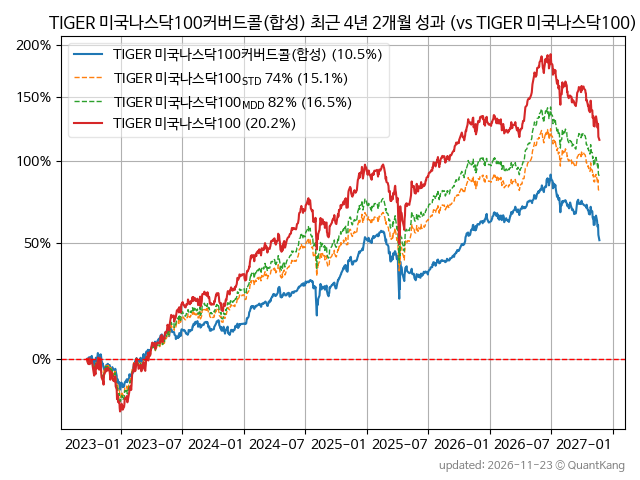 TIGER 미국나스닥100커버드콜(합성) 최근 4년 2개월 성과 (vs TIGER 미국나스닥100)
TIGER 미국나스닥100커버드콜(합성) (10.5%)
TIGER 미국나스닥100STD 74% (15.1%)
TIGER 미국나스닥100MDD 82% (16.5%)
TIGER 미국나스닥100 (20.2%)
200%
150%
100%
50%
0%
2023-01 2023-07 2024-01 2024-07 2025-01 2025-07 2026-01 2026-07 2027-01
updated: 2026-11-23 © QuantKang